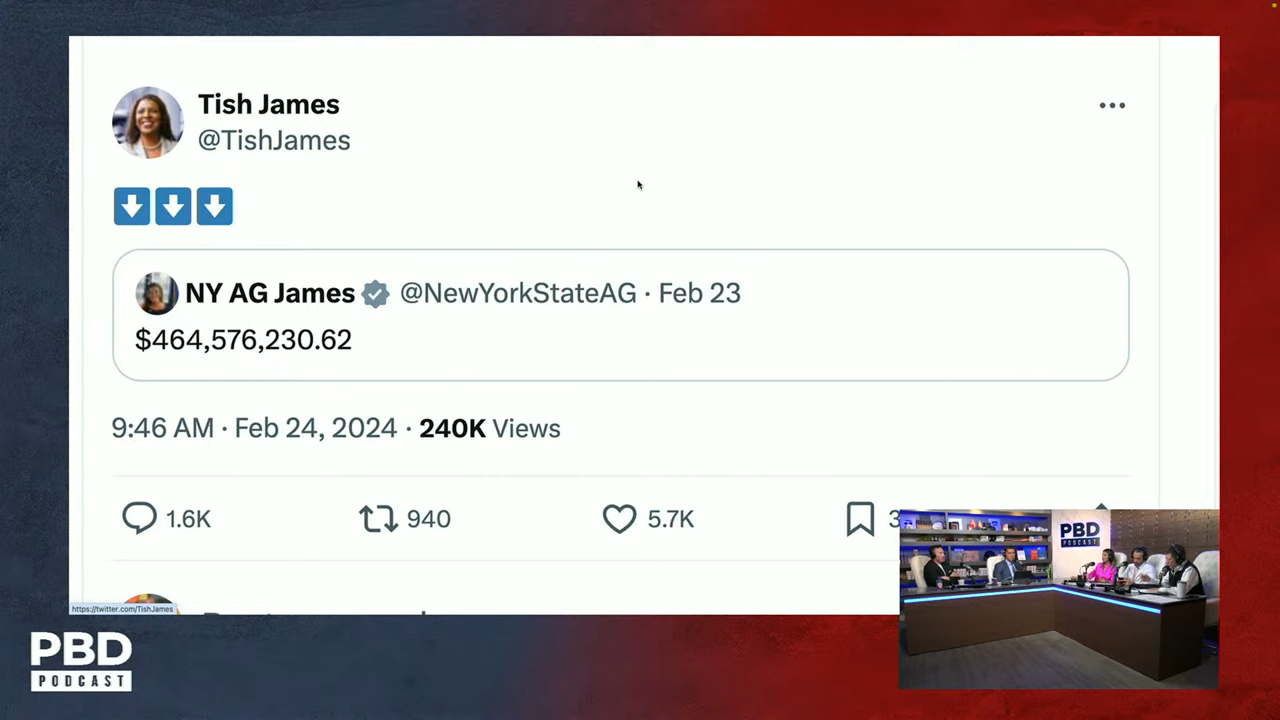 Tish James
@TishJames
NY AG James @NewYorkStateAG · Feb 23
$464,576,230.62
9:46 AM · Feb 24, 2024 · 240K Views
1.6K 940 5.7K 3
https://twitter.com/TishJames
PBD
PODCAST
PBD
PODCAST